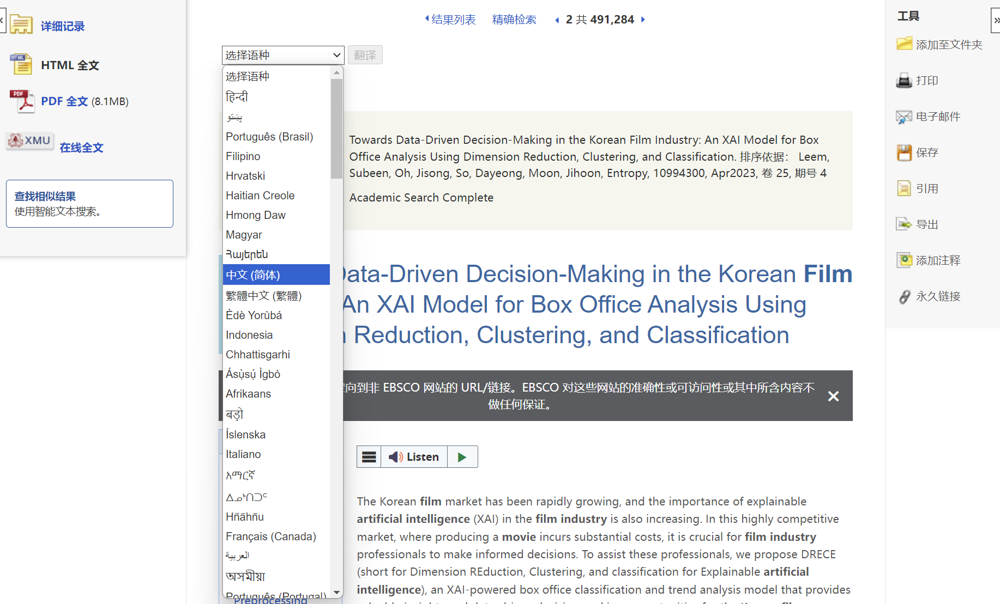 详细记录
HTML 全文
PDF 全文 (8.1MB)
XMU 在线全文
查找相似结果
使用智能文本搜索。
结果列表 精确检索 2 共 491,284
选择语种 翻译
选择语种
हिन्दी
پښتو
Português (Brasil)
Filipino
Hrvatski
Haitian Creole
Hmong Daw
Magyar
Հայերեն
中文 (简体)
繁體中文 (繁體)
Èdè Yorùbá
Indonesia
Chhattisgarhi
Ásụ̀sụ́ Ìgbò
Afrikaans
बड़ो
Íslenska
Italiano
አማርኛ
ᐃᓄᒃᑎᑐᑦ
Hñähñu
Français (Canada)
العربية
অসমীয়া
Português (Portugal)
Preprocessing
Towards Data-Driven Decision-Making in the Korean Film Industry: An XAI Model for Box
Office Analysis Using Dimension Reduction, Clustering, and Classification. 排序依据： Leem,
Subeen, Oh, Jisong, So, Dayeong, Moon, Jihoon, Entropy, 10994300, Apr2023, 卷 25, 期号 4
Academic Search Complete
Data-Driven Decision-Making in the Korean Film
An XAI Model for Box Office Analysis Using
Reduction, Clustering, and Classification
向到非 EBSCO 网站的 URL/链接。EBSCO 对这些网站的准确性或可访问性或其中所含内容不
做任何保证。
Listen
The Korean film market has been rapidly growing, and the importance of explainable
artificial intelligence (XAI) in the film industry is also increasing. In this highly competitive
market, where producing a movie incurs substantial costs, it is crucial for film industry
professionals to make informed decisions. To assist these professionals, we propose DRECE
(short for Dimension REduction, Clustering, and classification for Explainable artificial
intelligence), an XAI-powered box office classification and trend analysis model that provides
工具
添加至文件夹
打印
电子邮件
保存
引用
导出
添加注释
永久链接